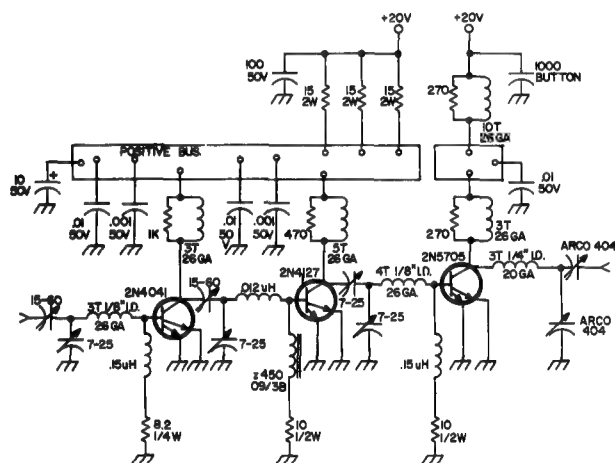 +20V
+20V
100
50V
15
2W
15
2W
15
2W
270
1000
BUTTON
10T
26GA
POSITIVE BUS.
10
50V
+
.01
50V
.001
50V
1K
3T
26GA
.01
50
V
.001
50V
470
5T
26GA
270
3T
26GA
.01
50V
15-60
3T 1/8" I.D.
26GA
2N4041
15-60
.012uH
2N4127
7-25
4T 1/8" I.D.
26GA
2N5705
3T 1/4" I.D.
20GA
ARCO 404
7-25
.15uH
7-25
z450
09/3B
7-25
.15uH
ARCO
404
8.2
1/4W
10
1/2W
10
1/2W